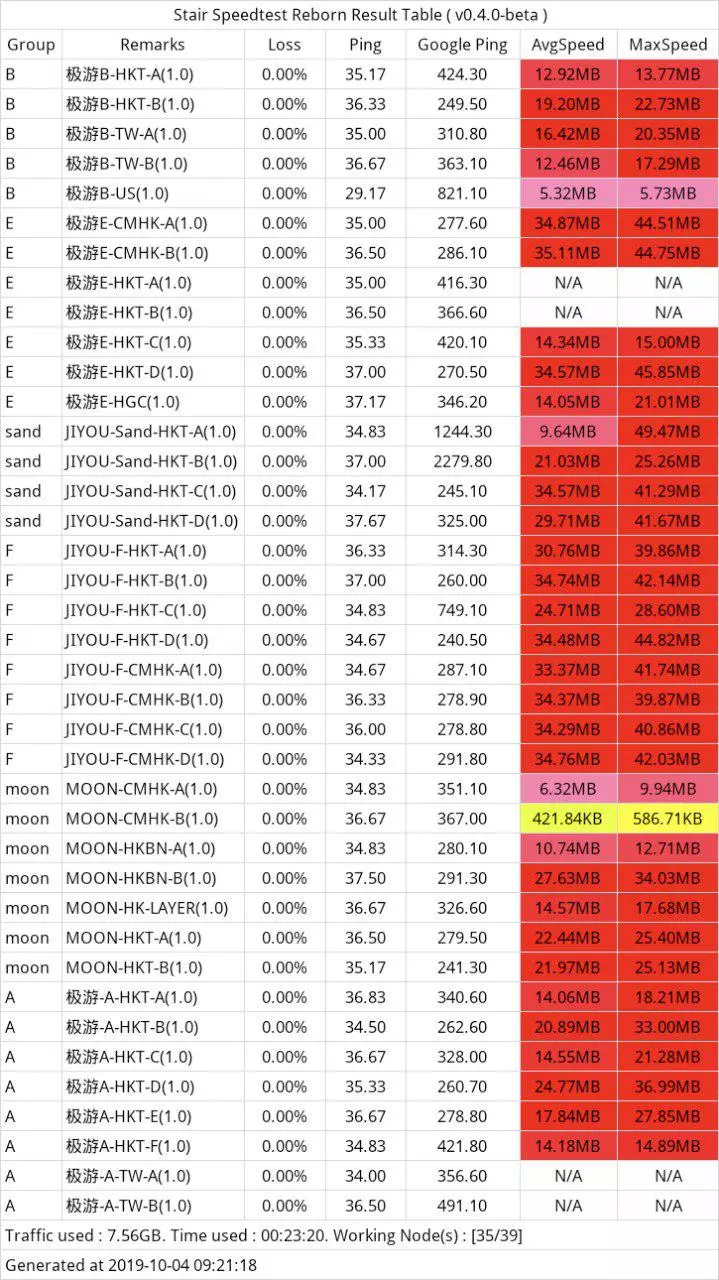 Stair Speedtest Reborn Result Table ( v0.4.0-beta )
Group Remarks Loss Ping Google Ping AvgSpeed MaxSpeed
B 极游B-HKT-A(1.0) 0.00% 35.17 424.30 12.92MB 13.77MB
B 极游B-HKT-B(1.0) 0.00% 36.33 249.50 19.20MB 22.73MB
B 极游B-TW-A(1.0) 0.00% 35.00 310.80 16.42MB 20.35MB
B 极游B-TW-B(1.0) 0.00% 36.67 363.10 12.46MB 17.29MB
B 极游B-US(1.0) 0.00% 29.17 821.10 5.32MB 5.73MB
E 极游E-CMHK-A(1.0) 0.00% 35.00 277.60 34.87MB 44.51MB
E 极游E-CMHK-B(1.0) 0.00% 36.50 286.10 35.11MB 44.75MB
E 极游E-HKT-A(1.0) 0.00% 35.00 416.30 N/A N/A
E 极游E-HKT-B(1.0) 0.00% 36.50 366.60 N/A N/A
E 极游E-HKT-C(1.0) 0.00% 35.33 420.10 14.34MB 15.00MB
E 极游E-HKT-D(1.0) 0.00% 37.00 270.50 34.57MB 45.85MB
E 极游E-HGC(1.0) 0.00% 37.17 346.20 14.05MB 21.01MB
sand JIYOU-Sand-HKT-A(1.0) 0.00% 34.83 1244.30 9.64MB 49.47MB
sand JIYOU-Sand-HKT-B(1.0) 0.00% 37.00 2279.80 21.03MB 25.26MB
sand JIYOU-Sand-HKT-C(1.0) 0.00% 34.17 245.10 34.57MB 41.29MB
sand JIYOU-Sand-HKT-D(1.0) 0.00% 37.67 325.00 29.71MB 41.67MB
F JIYOU-F-HKT-A(1.0) 0.00% 36.33 314.30 30.76MB 39.86MB
F JIYOU-F-HKT-B(1.0) 0.00% 37.00 260.00 34.74MB 42.14MB
F JIYOU-F-HKT-C(1.0) 0.00% 34.83 749.10 24.71MB 28.60MB
F JIYOU-F-HKT-D(1.0) 0.00% 34.67 240.50 34.48MB 44.82MB
F JIYOU-F-CMHK-A(1.0) 0.00% 34.67 287.10 33.37MB 41.74MB
F JIYOU-F-CMHK-B(1.0) 0.00% 36.33 278.90 34.37MB 39.87MB
F JIYOU-F-CMHK-C(1.0) 0.00% 36.00 278.80 34.29MB 40.86MB
F JIYOU-F-CMHK-D(1.0) 0.00% 34.33 291.80 34.76MB 42.03MB
moon MOON-CMHK-A(1.0) 0.00% 34.83 351.10 6.32MB 9.94MB
moon MOON-CMHK-B(1.0) 0.00% 36.67 367.00 421.84KB 586.71KB
moon MOON-HKBN-A(1.0) 0.00% 34.83 280.10 10.74MB 12.71MB
moon MOON-HKBN-B(1.0) 0.00% 37.50 291.30 27.63MB 34.03MB
moon MOON-HK-LAYER(1.0) 0.00% 36.67 326.60 14.57MB 17.68MB
moon MOON-HKT-A(1.0) 0.00% 36.50 279.50 22.44MB 25.40MB
moon MOON-HKT-B(1.0) 0.00% 35.17 241.30 21.97MB 25.13MB
A 极游-A-HKT-A(1.0) 0.00% 36.83 340.60 14.06MB 18.21MB
A 极游-A-HKT-B(1.0) 0.00% 34.50 262.60 20.89MB 33.00MB
A 极游A-HKT-C(1.0) 0.00% 36.67 328.00 14.55MB 21.28MB
A 极游A-HKT-D(1.0) 0.00% 35.33 260.70 24.77MB 36.99MB
A 极游A-HKT-E(1.0) 0.00% 36.67 278.80 17.84MB 27.85MB
A 极游A-HKT-F(1.0) 0.00% 34.83 421.80 14.18MB 14.89MB
A 极游-A-TW-A(1.0) 0.00% 34.00 356.60 N/A N/A
A 极游-A-TW-B(1.0) 0.00% 36.50 491.10 N/A N/A
Traffic used : 7.56GB. Time used : 00:23:20. Working Node(s) : [35/39]
Generated at 2019-10-04 09:21:18